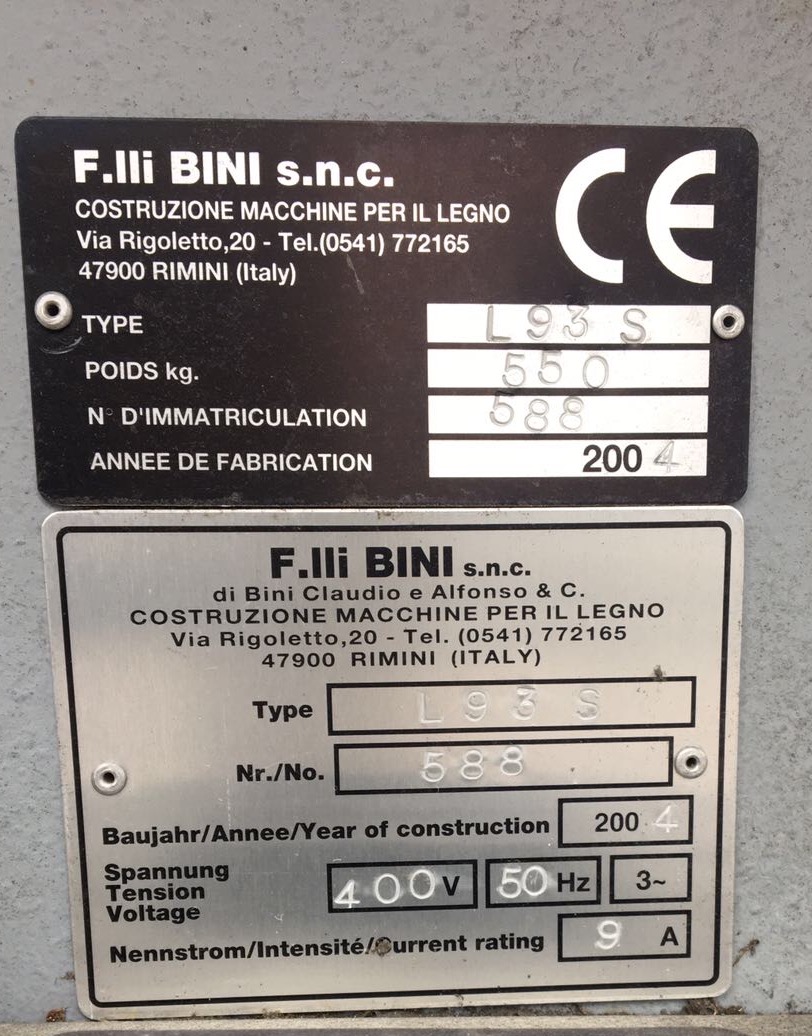 F.lli BINI s.n.c.
CE
COSTRUZIONE MACCHINE PER IL LEGNO
Via Rigoletto,20 - Tel.(0541) 772165
47900 RIMINI (Italy)
TYPE L 93 S
POIDS kg. 550
N° D'IMMATRICULATION 588
ANNEE DE FABRICATION 2004
F.lli BINI s.n.c.
di Bini Claudio e Alfonso & C.
COSTRUZIONE MACCHINE PER IL LEGNO
Via Rigoletto,20 - Tel. (0541) 772165
47900 RIMINI (ITALY)
Type L 93 S
Nr./No. 588
Baujahr/Annee/Year of construction 2004
Spannung
Tension 400 V 50 Hz 3~
Voltage
Nennstrom/Intensité/Current rating 9 A